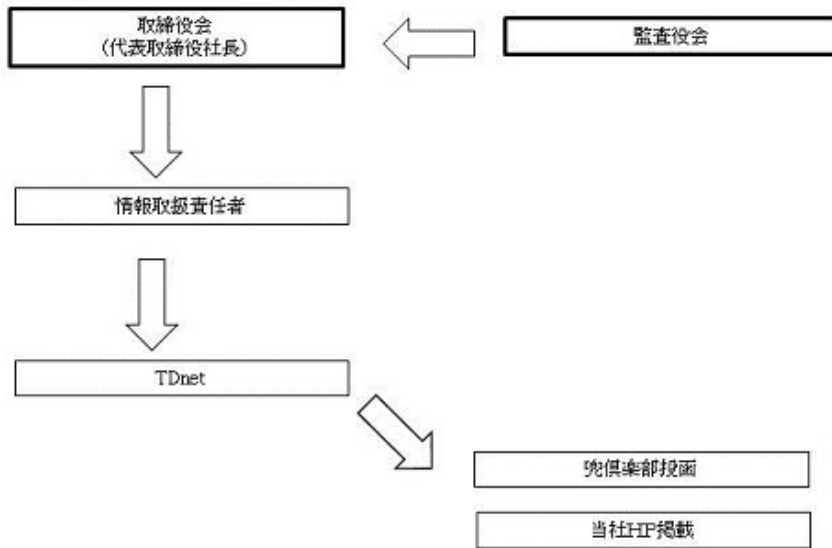 取締役会
（代表取締役社長）
監査役会
情報取扱責任者
TDnet
兜倶楽部投函
当社HP掲載